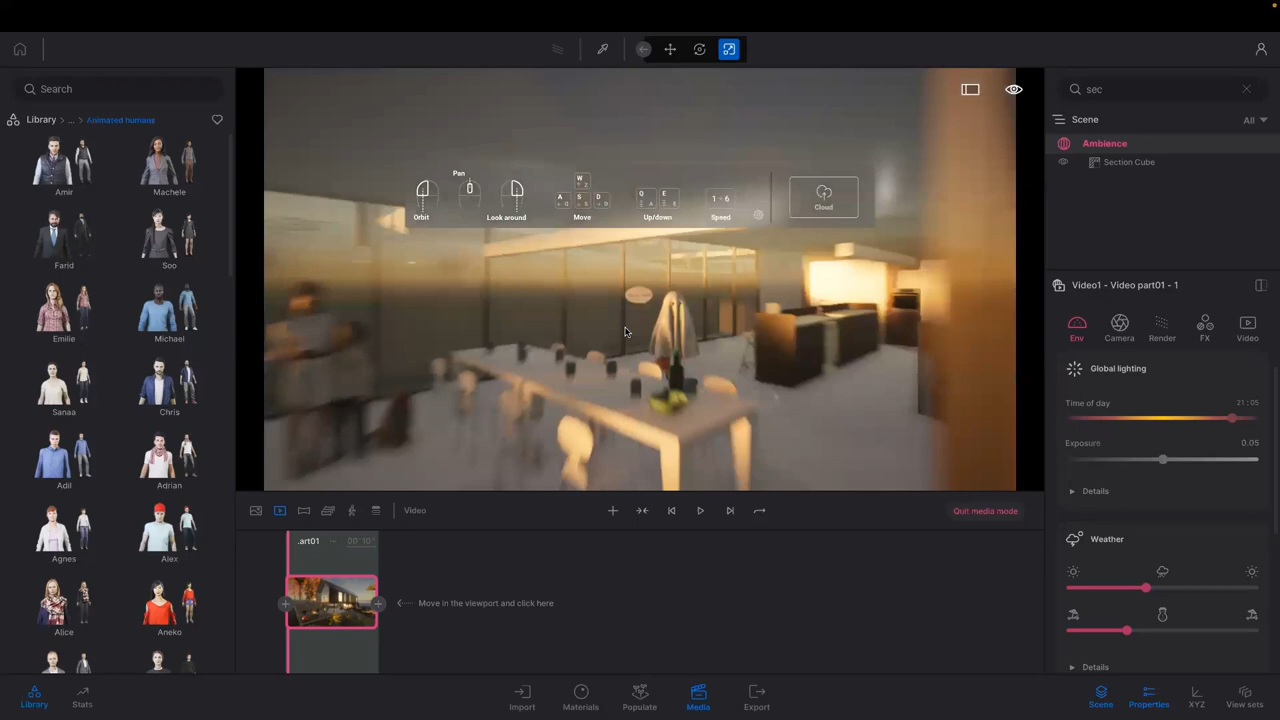 Search
sec
Library > ... > Animated humans
Scene
All
Amir
Machele
Ambience
Section Cube
Pan
W
A S D
Q E
1 - 6
Cloud
Orbit
Look around
Move
Up/down
Speed
Farid
Soo
Video1 - Video part01 - 1
Emilie
Michael
Env
Camera
Render
FX
Video
Global lighting
Sanaa
Chris
Time of day
21:05
Exposure
0.05
Adil
Adrian
Details
Video
Quit media mode
.art01
00'10"
Weather
Agnes
Alex
Move in the viewport and click here
Alice
Aneko
Details
Library
Stats
Import
Materials
Populate
Media
Export
Scene
Properties
XYZ
View sets